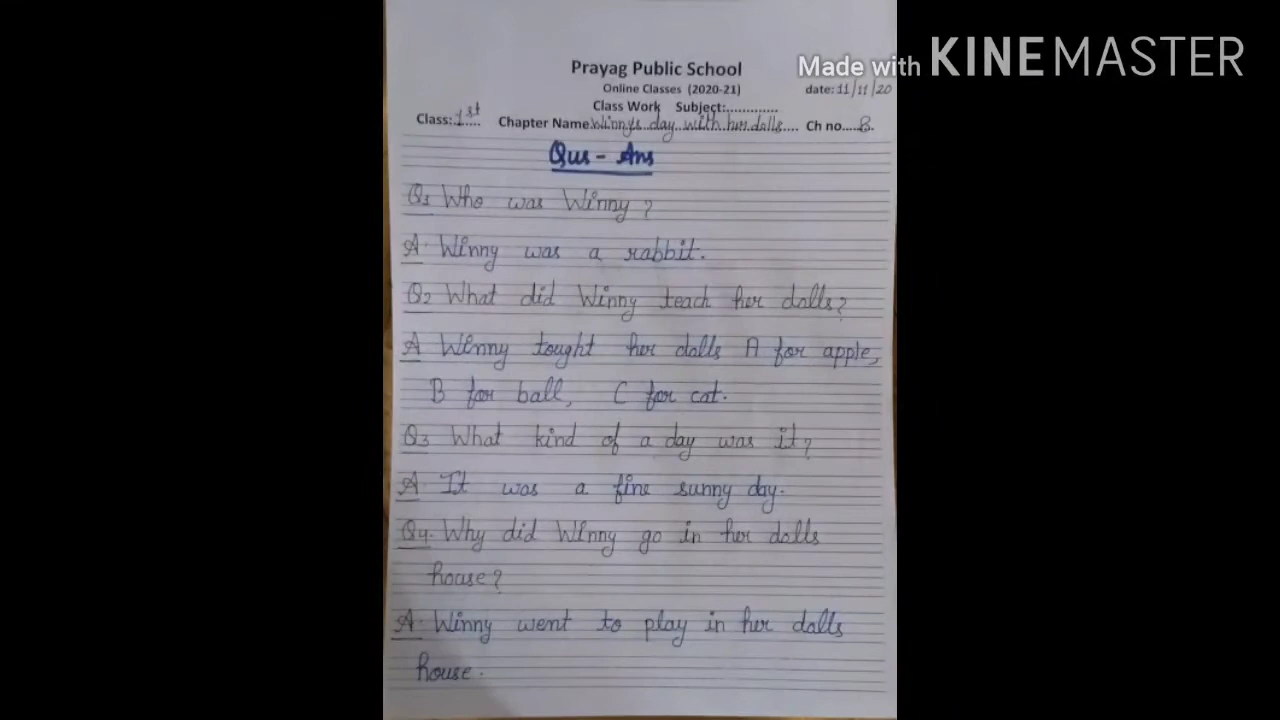 Made with KINEMASTER
Prayag Public School
Online Classes (2020-21) date: 11/11/20
Class Work Subject:.............
Class: 1st.... Chapter Name Winnys day with her dolls.... Ch no.....8.
Qus - Ans
Q1 Who was Winny?
A. Winny was a rabbit.
Q2 What did Winny teach her dolls?
A Winny tought her dolls A for apple,
B for ball, C for cat.
Q3 What kind of a day was it?
A It was a fine sunny day.
Q4. Why did Winny go in her dolls
house?
A. Winny went to play in her dolls
house.